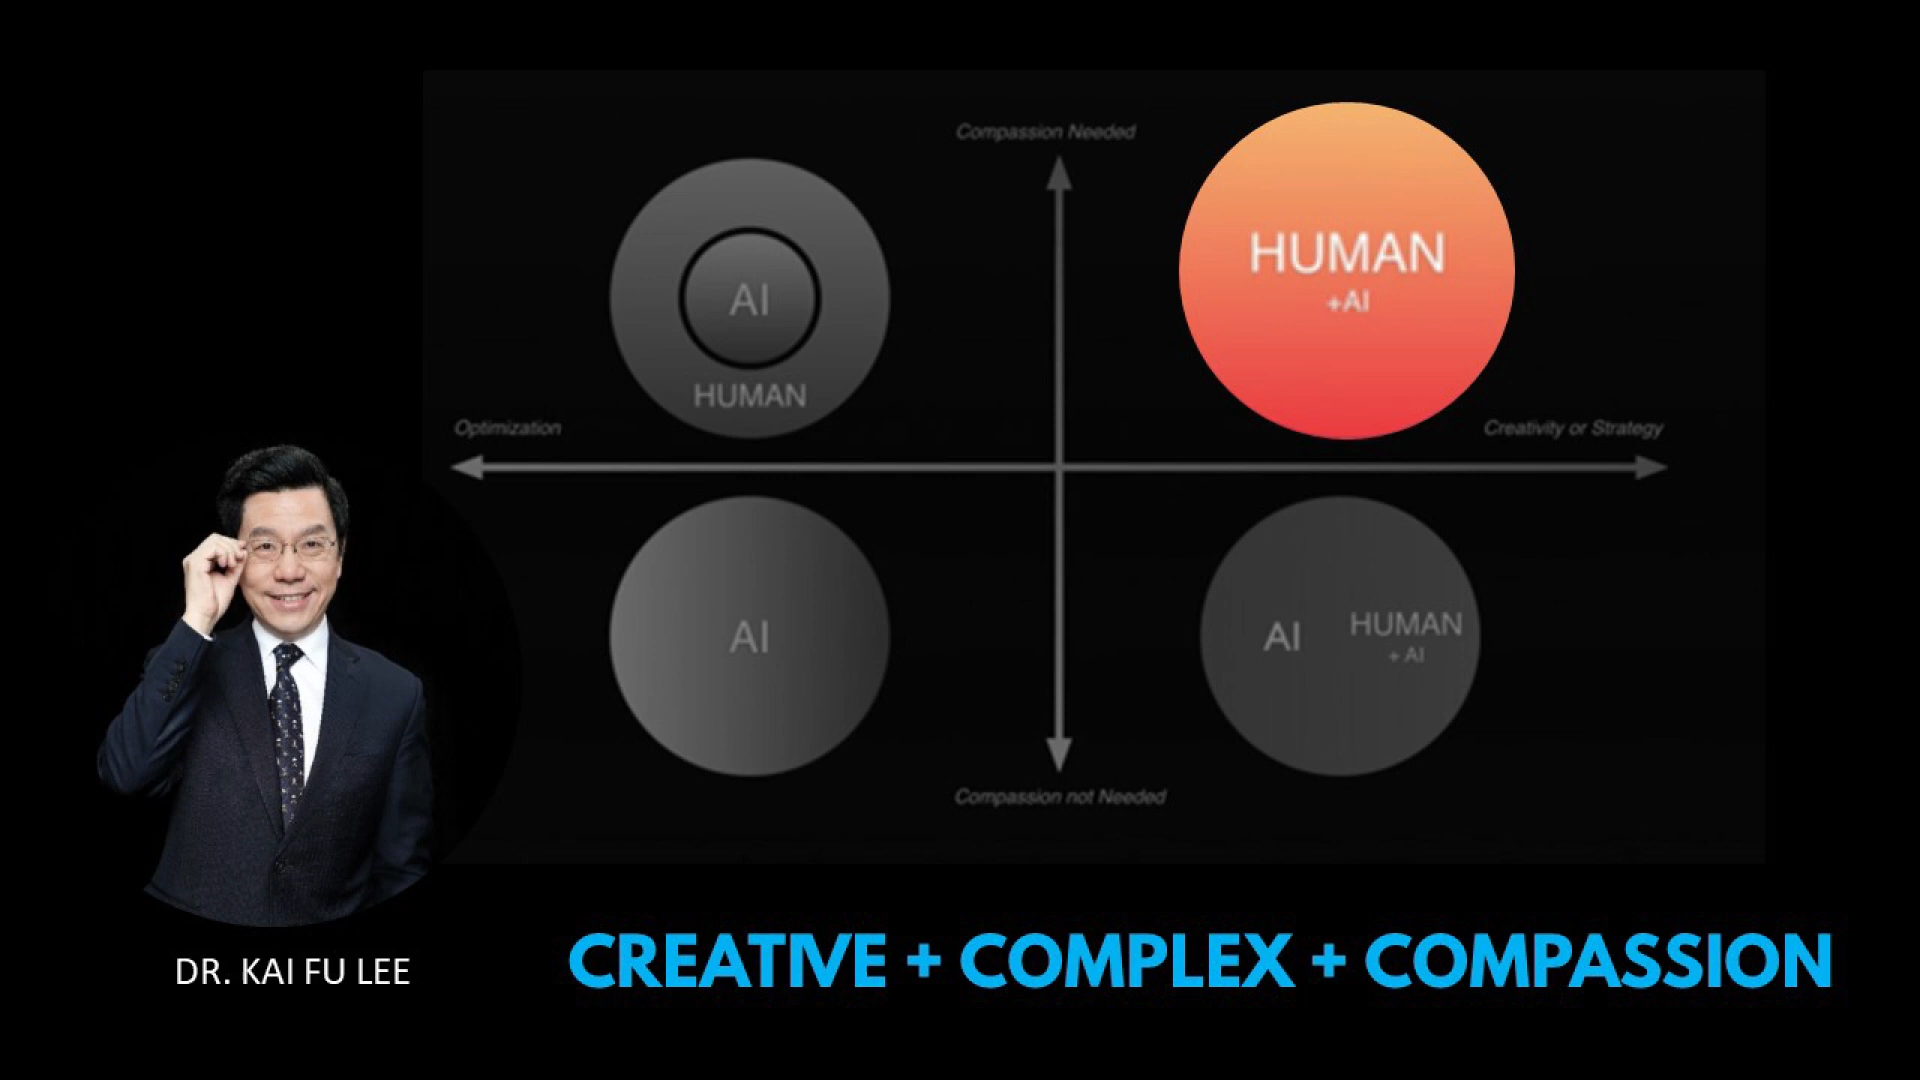 Compassion Needed
HUMAN
+AI
AI
HUMAN
Optimization
Creativity or Strategy
AI
AI
HUMAN
+ AI
Compassion not Needed
DR. KAI FU LEE
CREATIVE + COMPLEX + COMPASSION